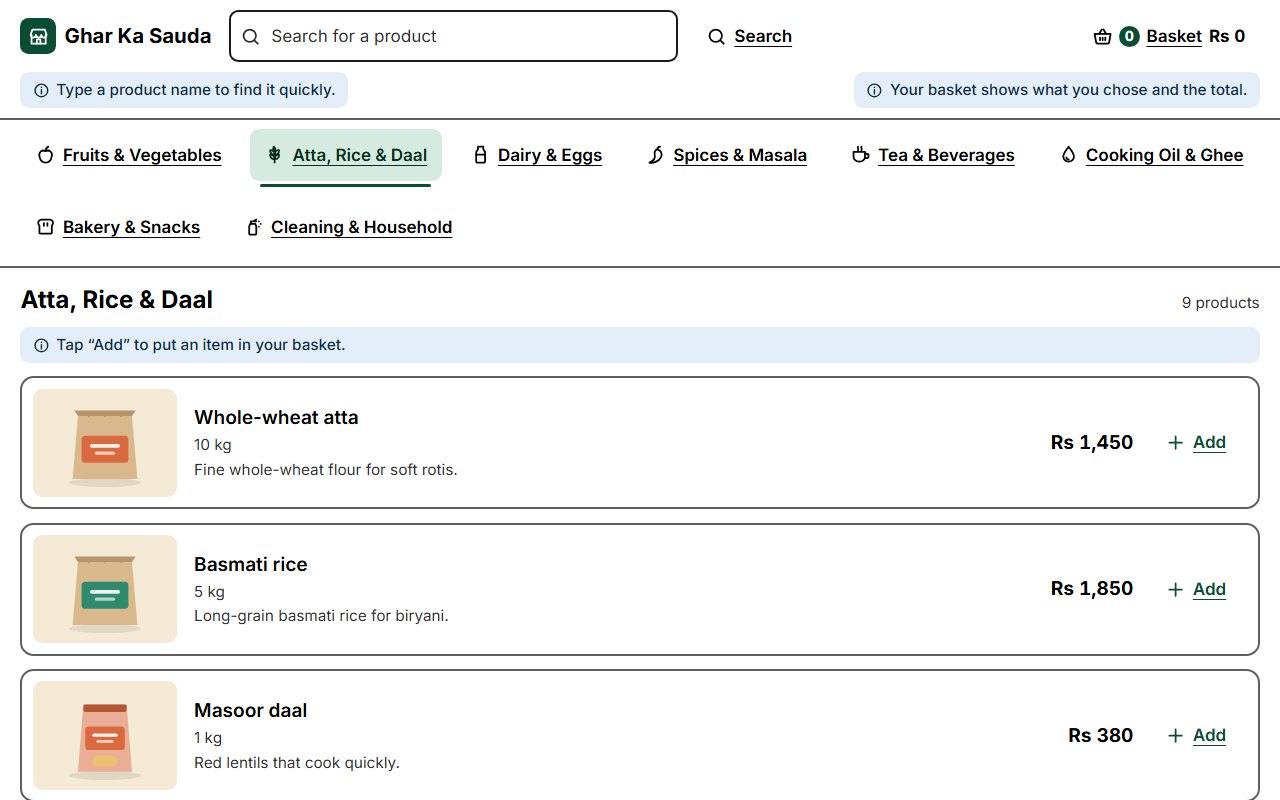 Ghar Ka Sauda
Search for a product
Search
0 Basket Rs 0
Type a product name to find it quickly.
Your basket shows what you chose and the total.
Fruits & Vegetables
Atta, Rice & Daal
Dairy & Eggs
Spices & Masala
Tea & Beverages
Cooking Oil & Ghee
Bakery & Snacks
Cleaning & Household
Atta, Rice & Daal
9 products
Tap “Add” to put an item in your basket.
Whole-wheat atta
10 kg
Fine whole-wheat flour for soft rotis.
Rs 1,450
+ Add
Basmati rice
5 kg
Long-grain basmati rice for biryani.
Rs 1,850
+ Add
Masoor daal
1 kg
Red lentils that cook quickly.
Rs 380
+ Add